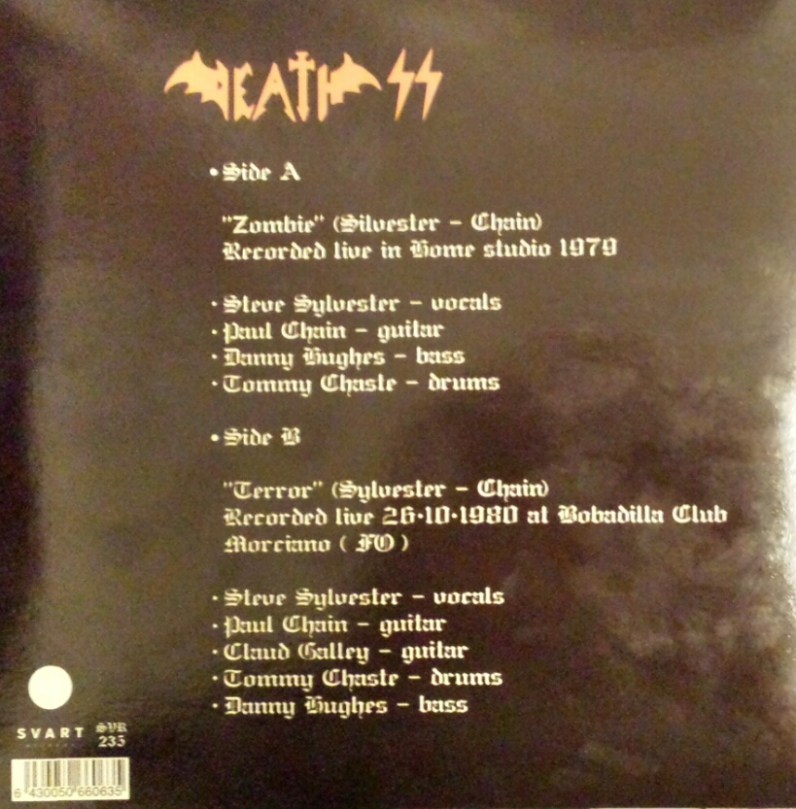 DEATH SS
• Side A
"Zombie" (Silvester - Chain)
Recorded live in Home studio 1979
• Steve Sylvester - vocals
• Paul Chain - guitar
• Danny Hughes - bass
• Tommy Chaste - drums
• Side B
"Terror" (Sylvester - Chain)
Recorded live 26•10•1980 at Bobadilla Club
Morciano ( FO )
• Steve Sylvester - vocals
• Paul Chain - guitar
• Claud Galley - guitar
• Tommy Chaste - drums
• Danny Hughes - bass
SVART SVR
235
6 430050 660635